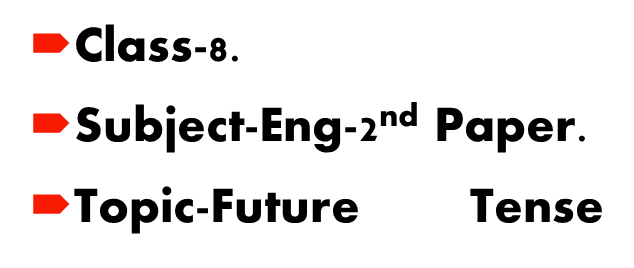 Class-8.
Subject-Eng-2nd Paper.
Topic-Future Tense